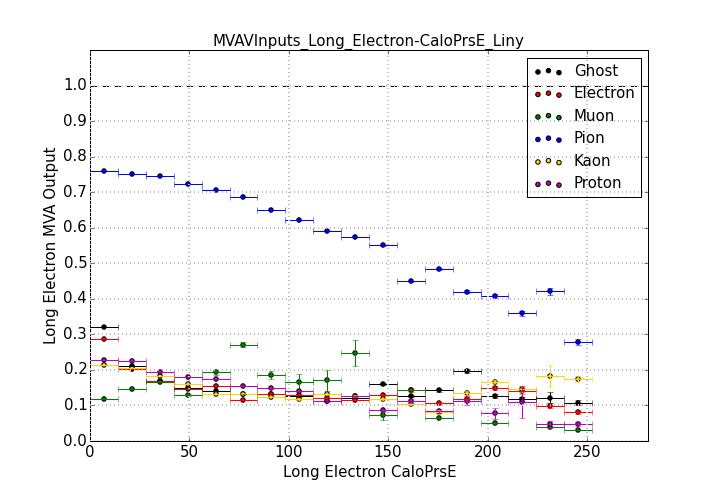 MVAVInputs_Long_Electron-CaloPrsE_Liny
Long Electron MVA Output
1.0
0.9
0.8
0.7
0.6
0.5
0.4
0.3
0.2
0.1
0.0
Ghost
Electron
Muon
Pion
Kaon
Proton
0 50 100 150 200 250
Long Electron CaloPrsE